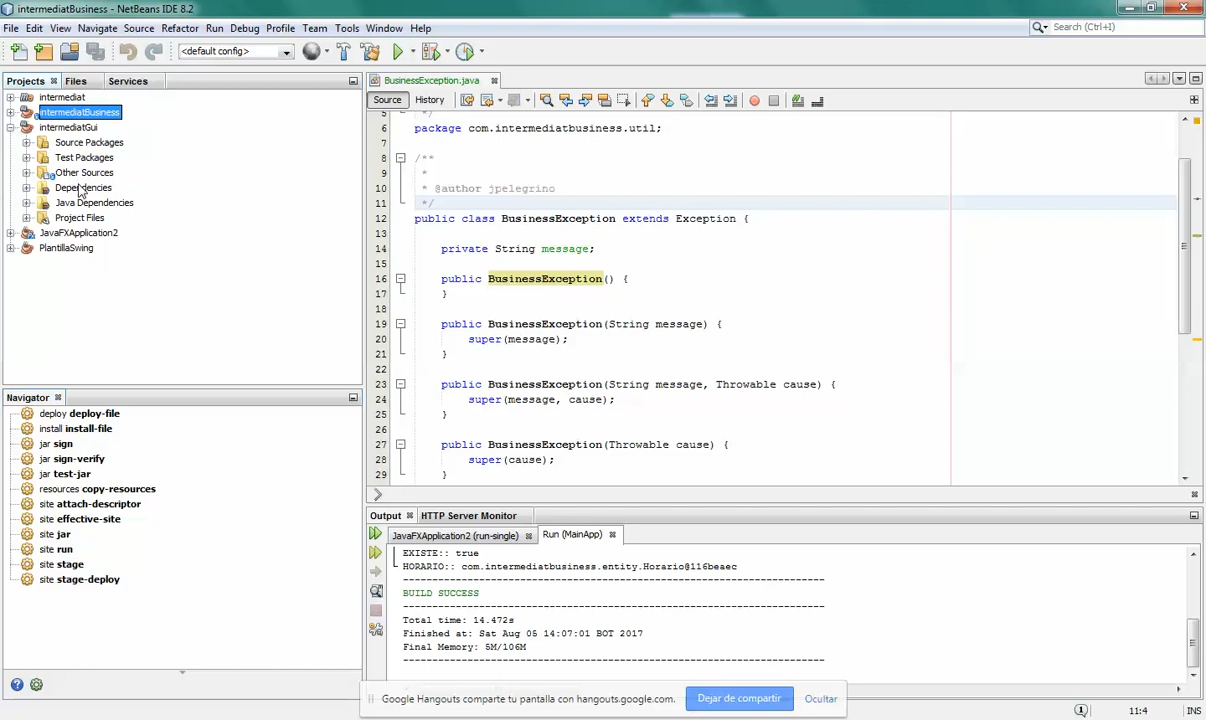 intermediatBusiness - NetBeans IDE 8.2
File Edit View Navigate Source Refactor Run Debug Profile Team Tools Window Help
Search (Ctrl+I)
<default config>
Projects Files Services
intermediat
intermediatBusiness
intermediatGui
Source Packages
Test Packages
Other Sources
Dependencies
Java Dependencies
Project Files
JavaFXApplication2
PlantillaSwing
Navigator
deploy deploy-file
install install-file
jar sign
jar sign-verify
jar test-jar
resources copy-resources
site attach-descriptor
site effective-site
site jar
site run
site stage
site stage-deploy
BusinessException.java
Source History
5 */
6 package com.intermediatbusiness.util;
7
8 /**
9 *
10 * @author jpelegrino
11 */
12 public class BusinessException extends Exception {
13
14 private String message;
15
16 public BusinessException() {
17 }
18
19 public BusinessException(String message) {
20 super(message);
21 }
22
23 public BusinessException(String message, Throwable cause) {
24 super(message, cause);
25 }
26
27 public BusinessException(Throwable cause) {
28 super(cause);
29 }
Output HTTP Server Monitor
JavaFXApplication2 (run-single) Run (MainApp)
EXISTE:: true
HORARIO:: com.intermediatbusiness.entity.Horario@116beaec
------------------------------------------------------------------------
BUILD SUCCESS
------------------------------------------------------------------------
Total time: 14.472s
Finished at: Sat Aug 05 14:07:01 BOT 2017
Final Memory: 5M/106M
------------------------------------------------------------------------
Google Hangouts comparte tu pantalla con hangouts.google.com. Dejar de compartir Ocultar
1 11:4 INS